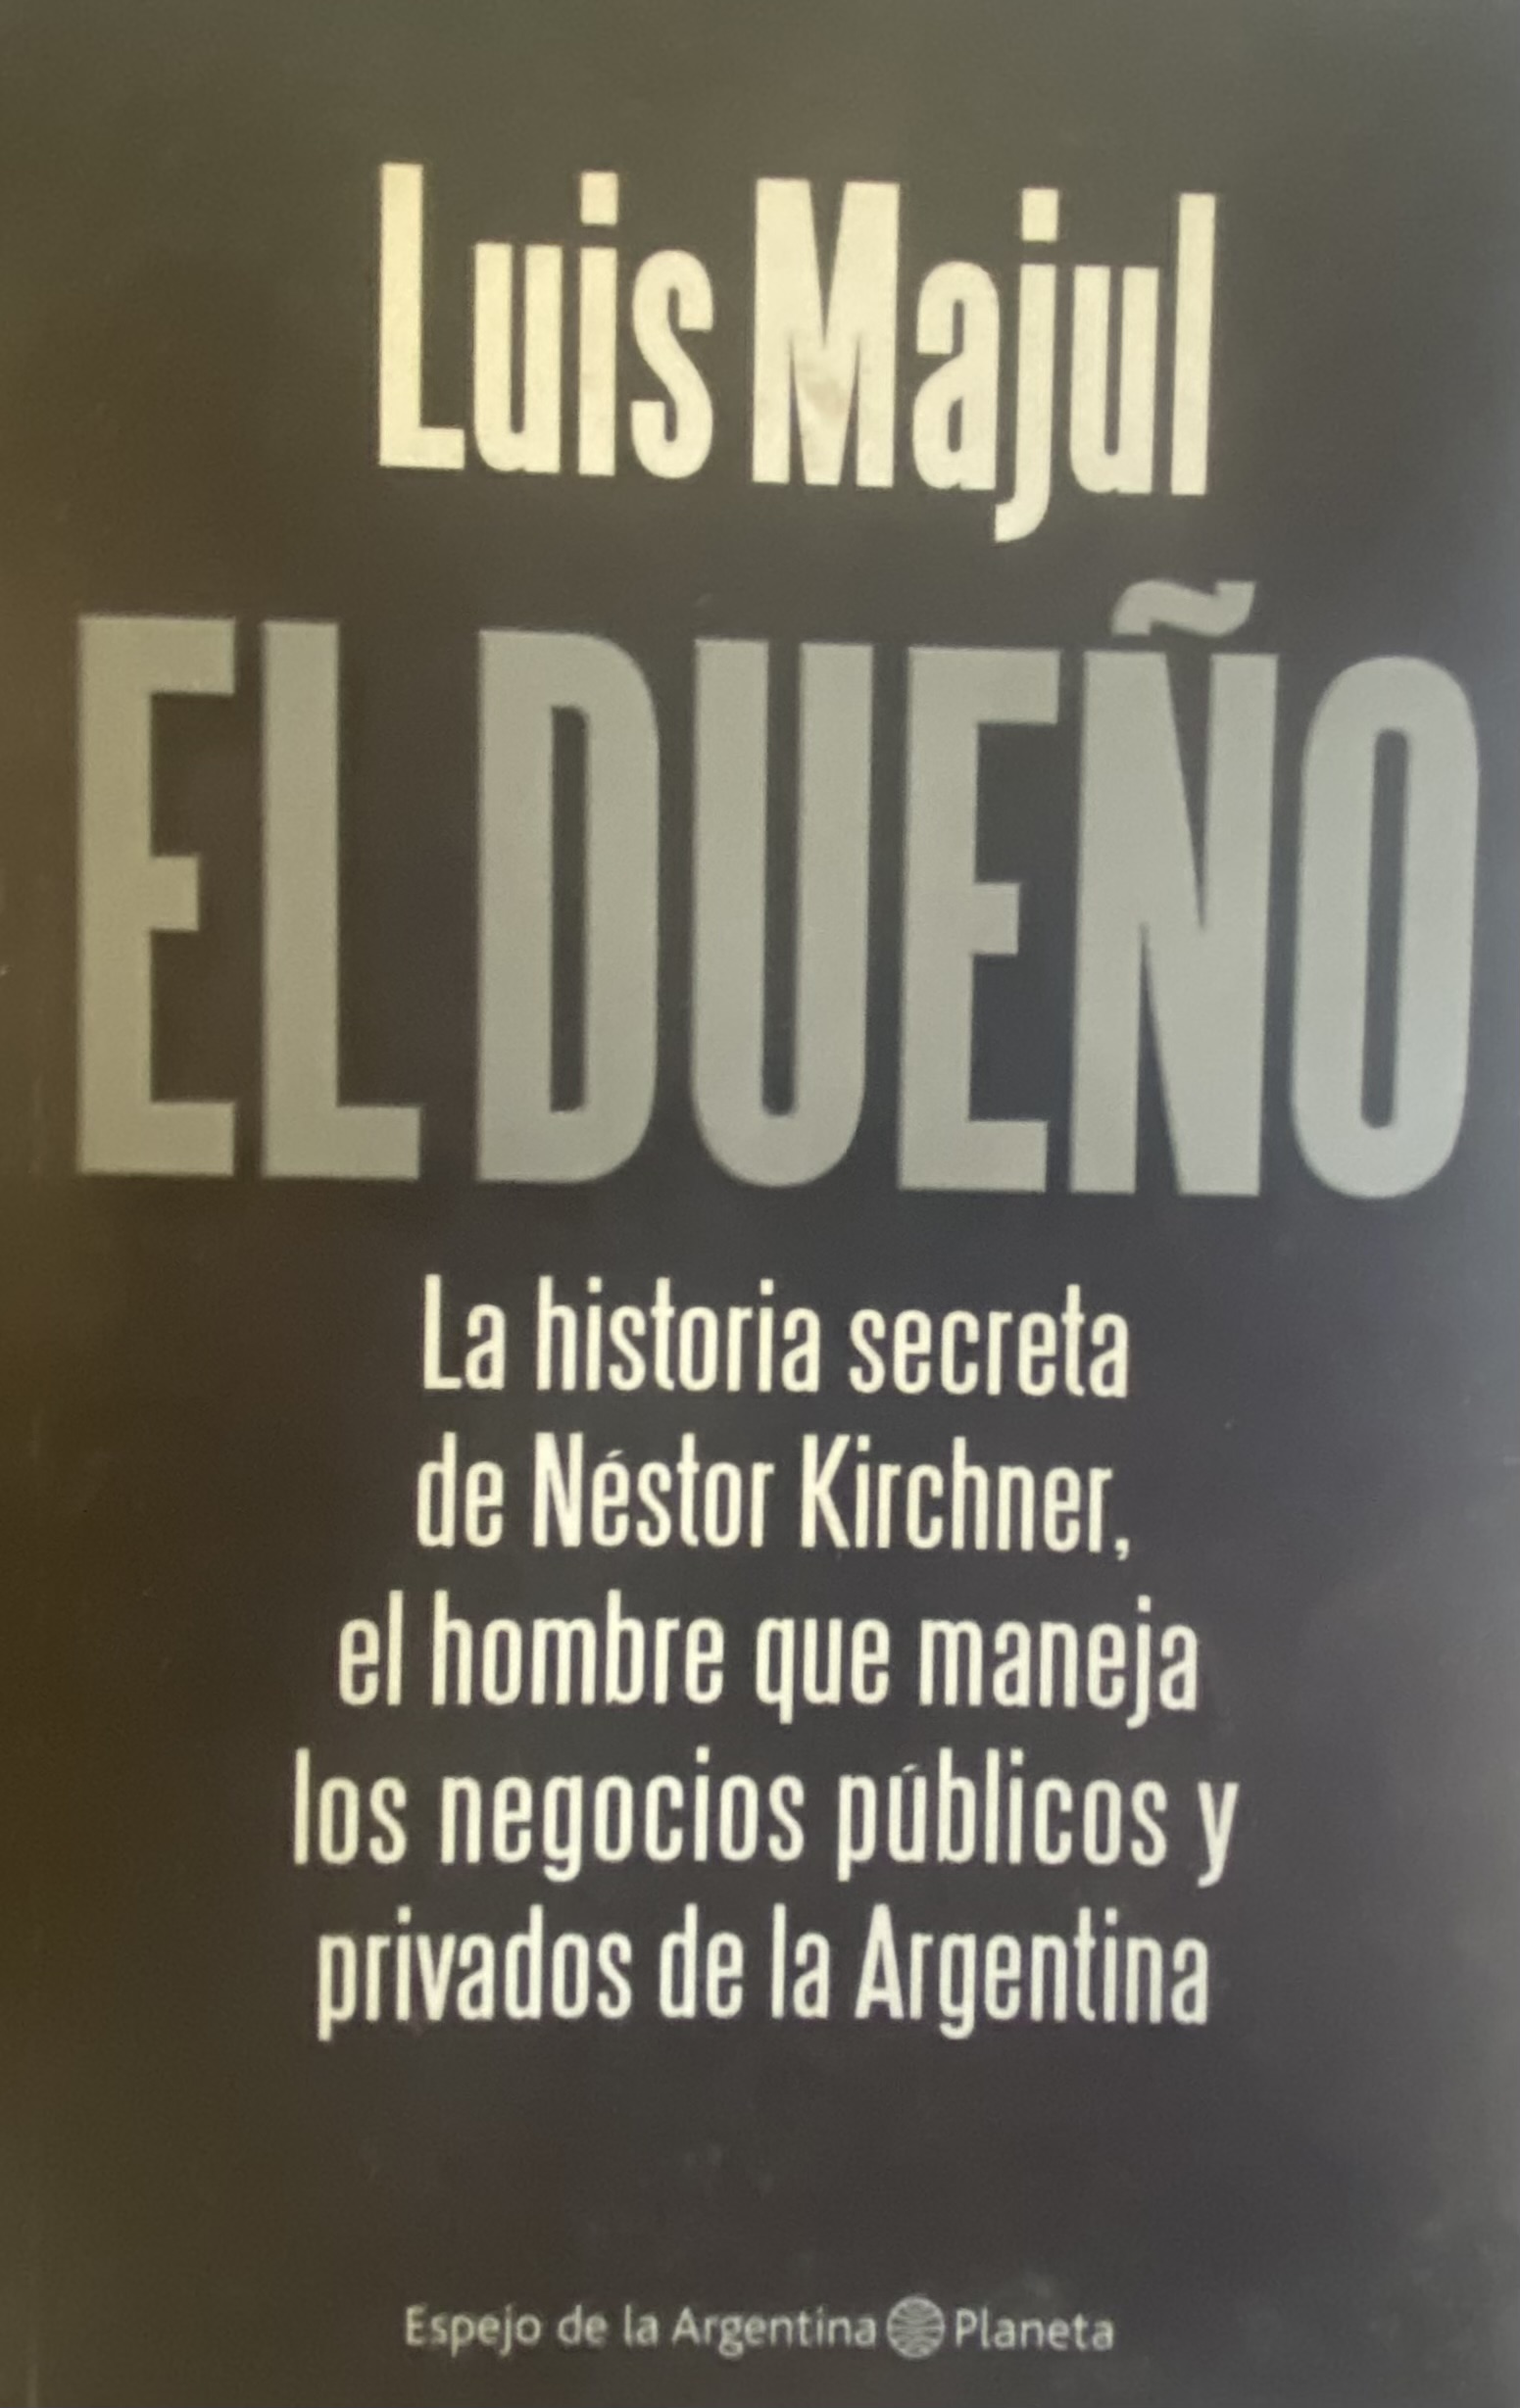 Luis Majul
EL DUEÑO
La historia secreta
de Néstor Kirchner,
el hombre que maneja
los negocios públicos y
privados de la Argentina
Espejo de la Argentina Planeta